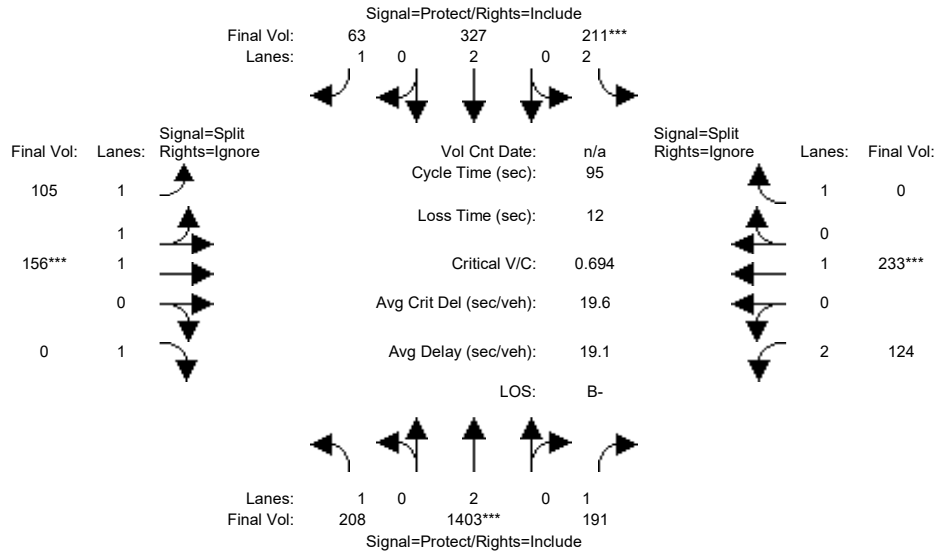 Signal=Protect/Rights=Include
Final Vol: 63 327 211***
Lanes: 1 0 2 0 2
Signal=Split Signal=Split
Final Vol: Lanes: Rights=Ignore Vol Cnt Date: n/a Rights=Ignore Lanes: Final Vol:
Cycle Time (sec): 95
105 1 1 0
Loss Time (sec): 12
1 0
156*** 1 Critical V/C: 0.694 1 233***
0 Avg Crit Del (sec/veh): 19.6 0
0 1 Avg Delay (sec/veh): 19.1 2 124
LOS: B-
Lanes: 1 0 2 0 1
Final Vol: 208 1403*** 191
Signal=Protect/Rights=Include